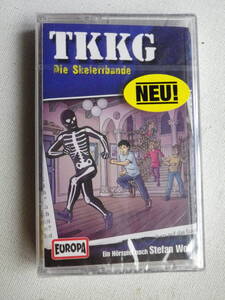 TKKG
Die Skelettbande
NEU!
EUROPA
Ein Hörspiel nach Stefan Wolf